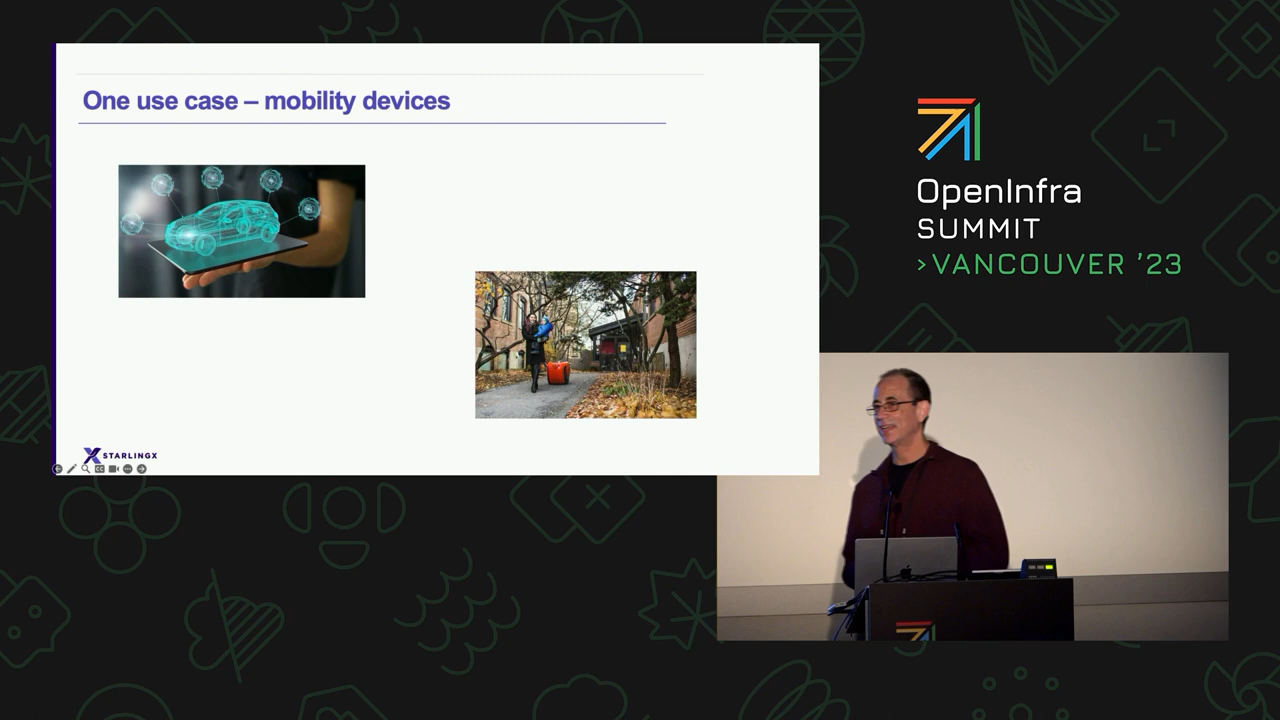 One use case – mobility devices
STARLINGX
OpenInfra
SUMMIT
>VANCOUVER ’23